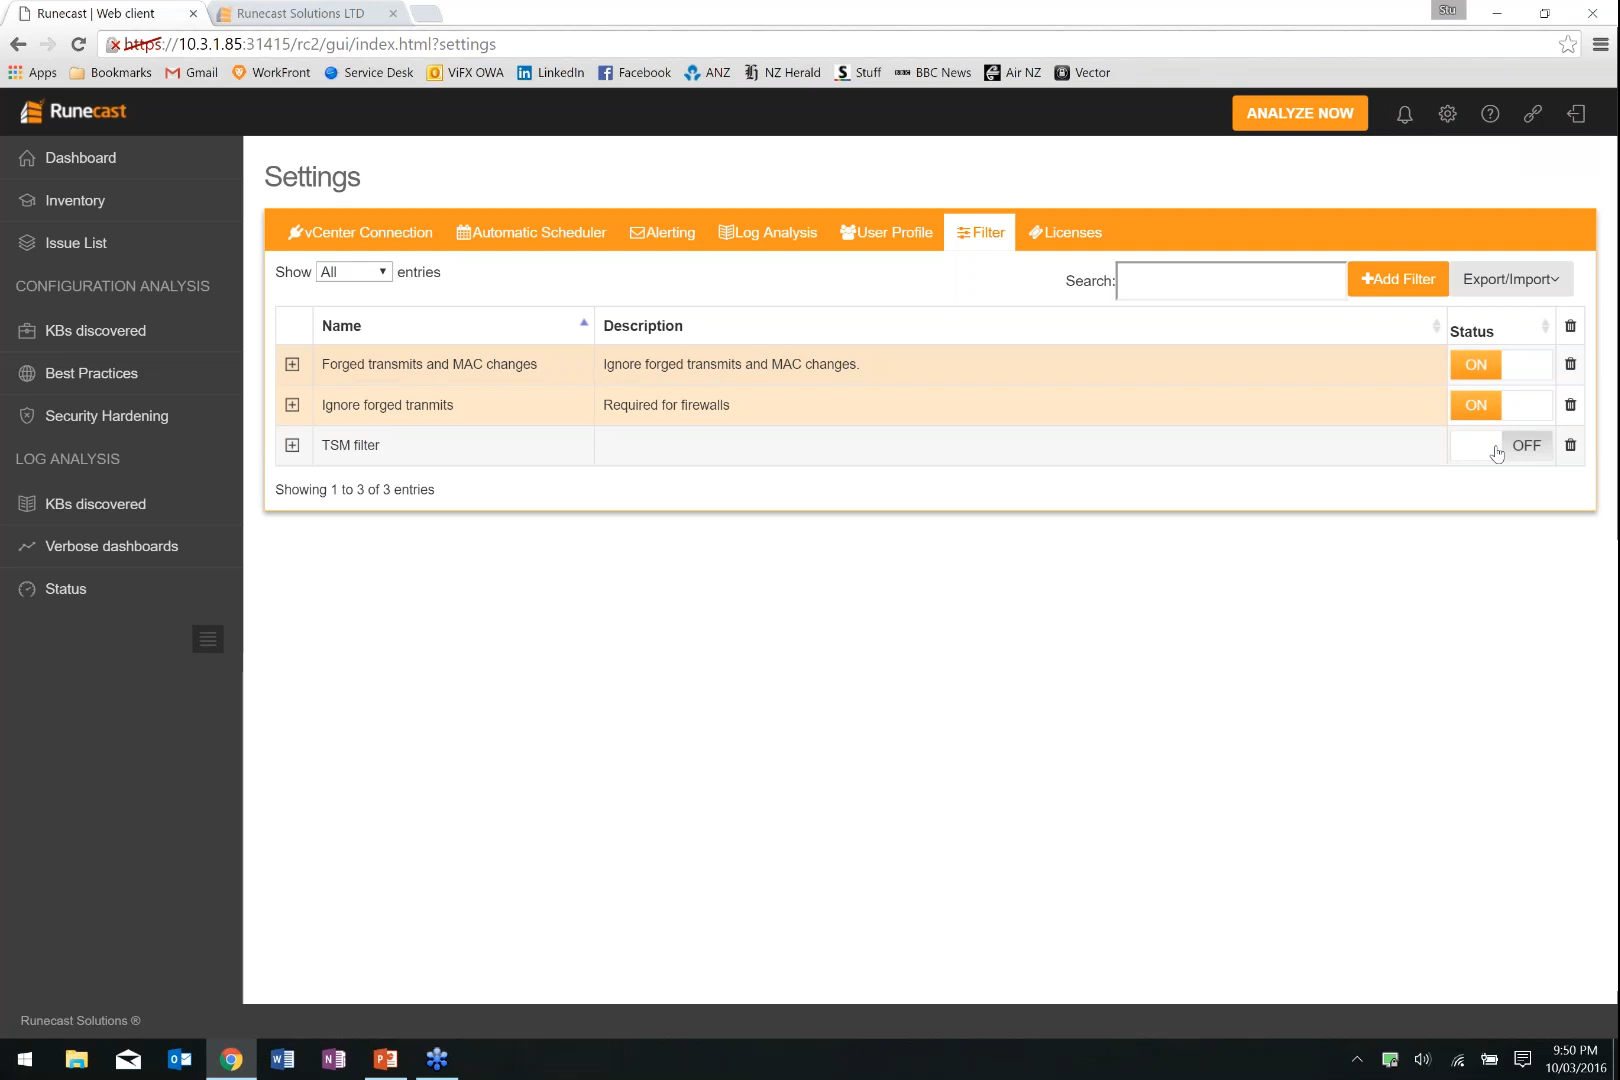 Runecast | Web client
Runecast Solutions LTD
Stu
https://10.3.1.85:31415/rc2/gui/index.html?settings
Apps Bookmarks Gmail WorkFront Service Desk ViFX OWA LinkedIn Facebook ANZ NZ Herald Stuff BBC News Air NZ Vector
Runecast
ANALYZE NOW
Dashboard
Inventory
Issue List
CONFIGURATION ANALYSIS
KBs discovered
Best Practices
Security Hardening
LOG ANALYSIS
KBs discovered
Verbose dashboards
Status
Settings
vCenter Connection Automatic Scheduler Alerting Log Analysis User Profile Filter Licenses
Show All entries
Search: Add Filter Export/Import
Name Description Status
Forged transmits and MAC changes Ignore forged transmits and MAC changes. ON
Ignore forged tranmits Required for firewalls ON
TSM filter OFF
Showing 1 to 3 of 3 entries
Runecast Solutions ®
9:50 PM
10/03/2016